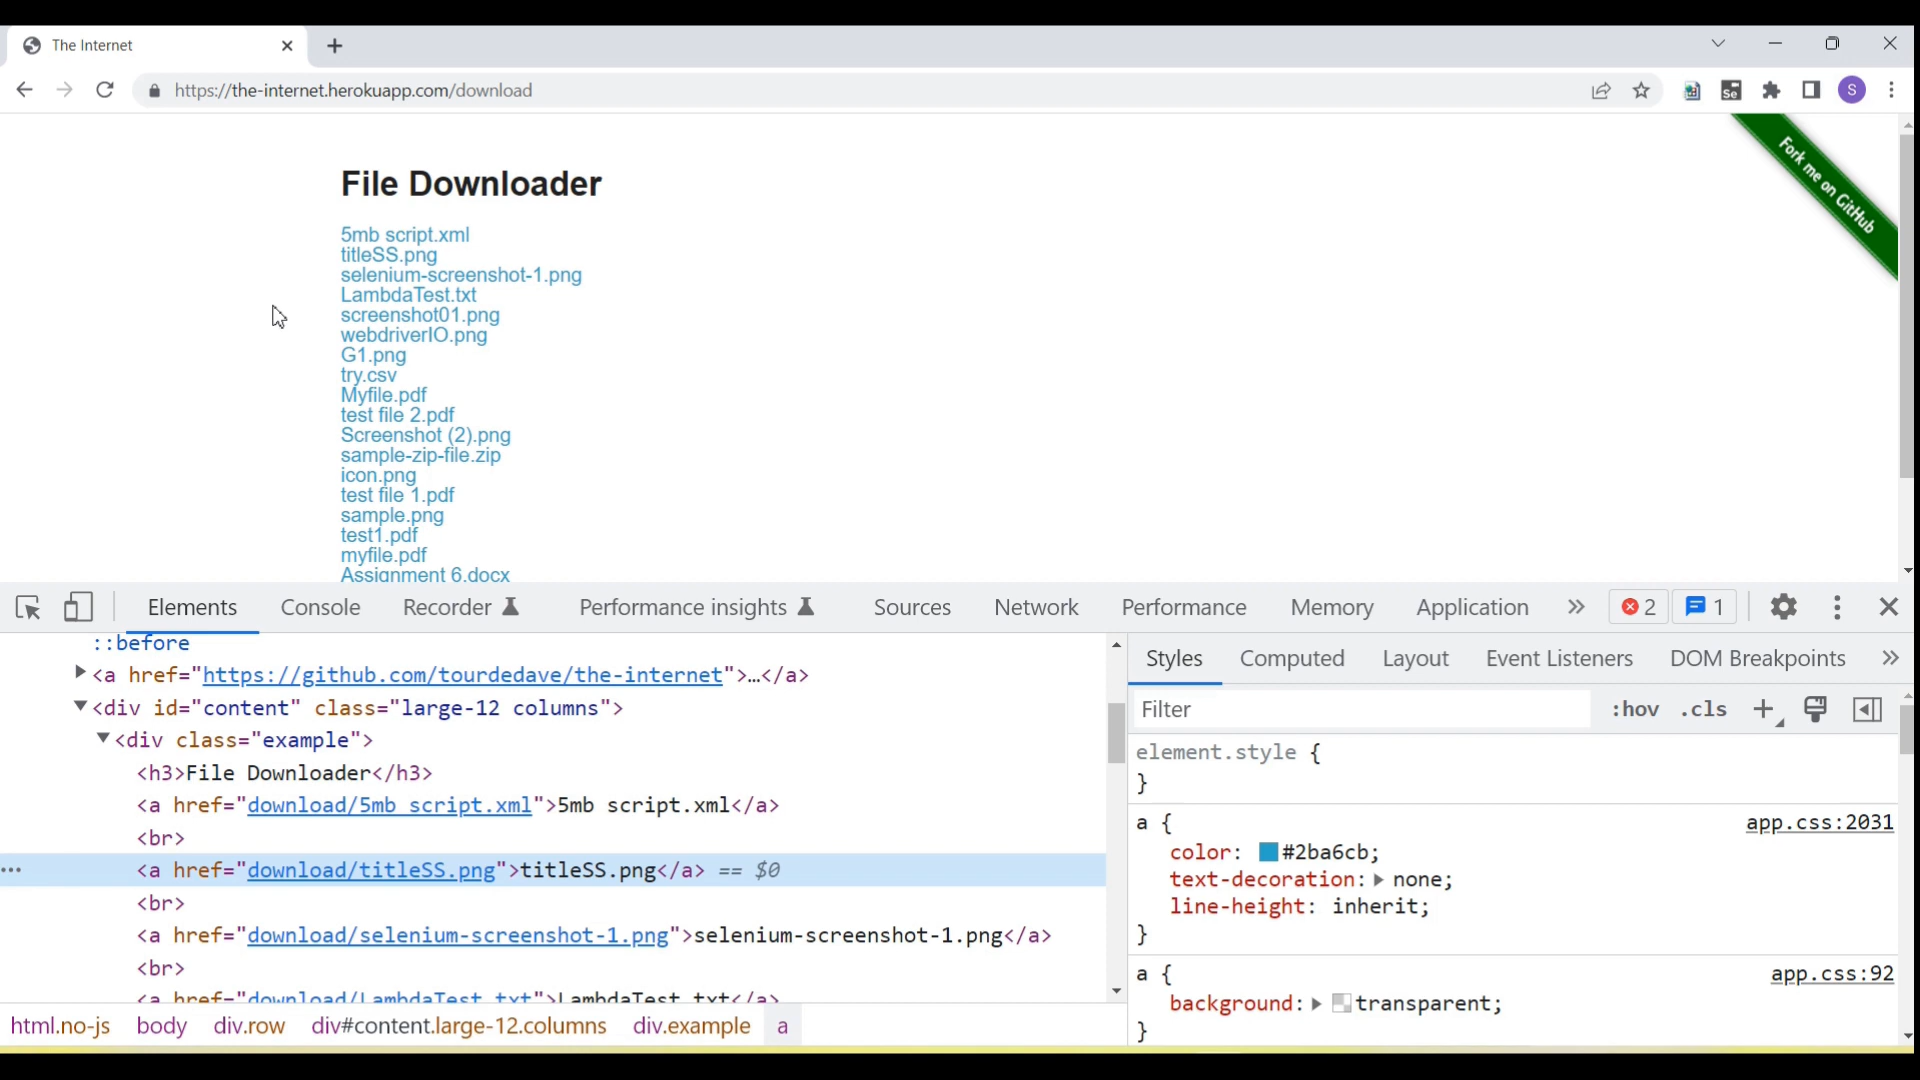 The Internet
https://the-internet.herokuapp.com/download
Se
S
Fork me on GitHub
File Downloader
5mb script.xml
titleSS.png
selenium-screenshot-1.png
LambdaTest.txt
screenshot01.png
webdriverIO.png
G1.png
try.csv
Myfile.pdf
test file 2.pdf
Screenshot (2).png
sample-zip-file.zip
icon.png
test file 1.pdf
sample.png
test1.pdf
myfile.pdf
Assignment 6.docx
Elements Console Recorder Performance insights Sources Network Performance Memory Application » 2 1
::before
<a href="https://github.com/tourdedave/the-internet">…</a>
<div id="content" class="large-12 columns">
<div class="example">
<h3>File Downloader</h3>
<a href="download/5mb script.xml">5mb script.xml</a>
<br>
<a href="download/titleSS.png">titleSS.png</a> == $0
<br>
<a href="download/selenium-screenshot-1.png">selenium-screenshot-1.png</a>
<br>
<a href="download/LambdaTest.txt">LambdaTest.txt</a>
html.no-js body div.row div#content.large-12.columns div.example a
Styles Computed Layout Event Listeners DOM Breakpoints »
Filter :hov .cls
element.style {
}
a { app.css:2031
color: #2ba6cb;
text-decoration: none;
line-height: inherit;
}
a { app.css:92
background: transparent;
}